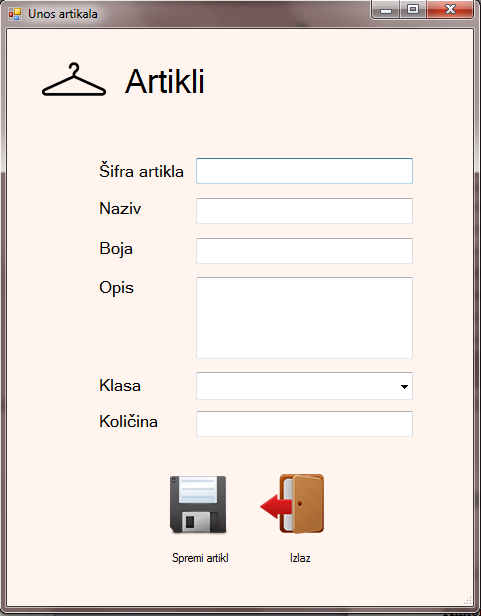 Unos artikala
Artikli
Šifra artikla
Naziv
Boja
Opis
Klasa
Količina
Spremi artikl
Izlaz